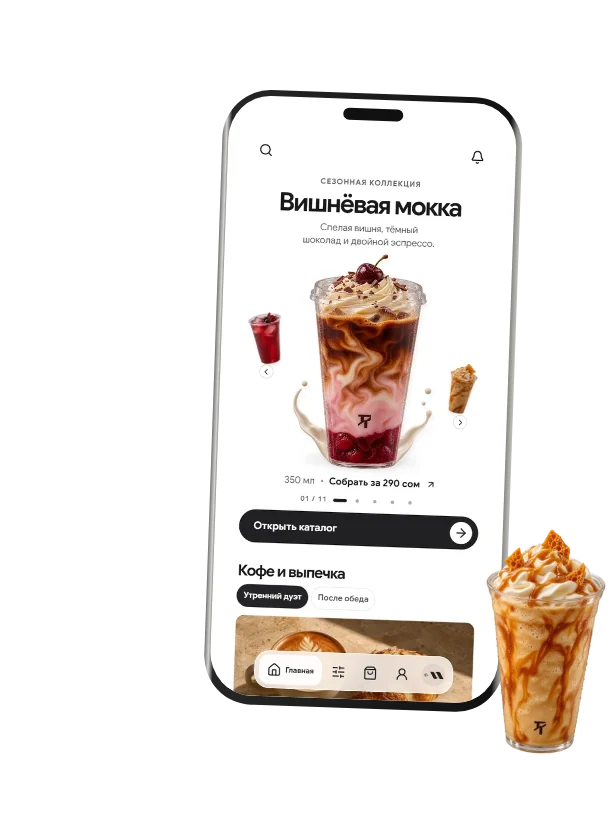 СЕЗОННАЯ КОЛЛЕКЦИЯ
Вишнёвая мокка
Спелая вишня, тёмный
шоколад и двойной эспрессо.
350 мл • Собрать за 290 сом
01 / 11
Открыть каталог
Кофе и выпечка
Утренний дуэт
После обеда
Главная